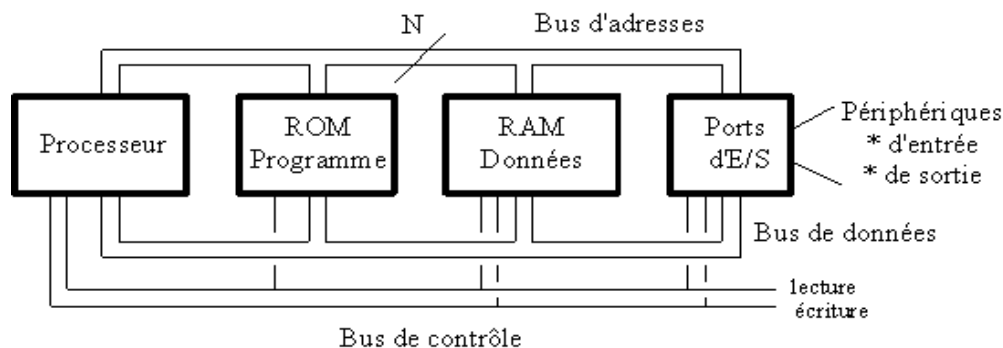 N
Bus d'adresses
Processeur
ROM
Programme
RAM
Données
Ports
d'E/S
Périphériques
* d'entrée
* de sortie
Bus de données
lecture
écriture
Bus de contrôle